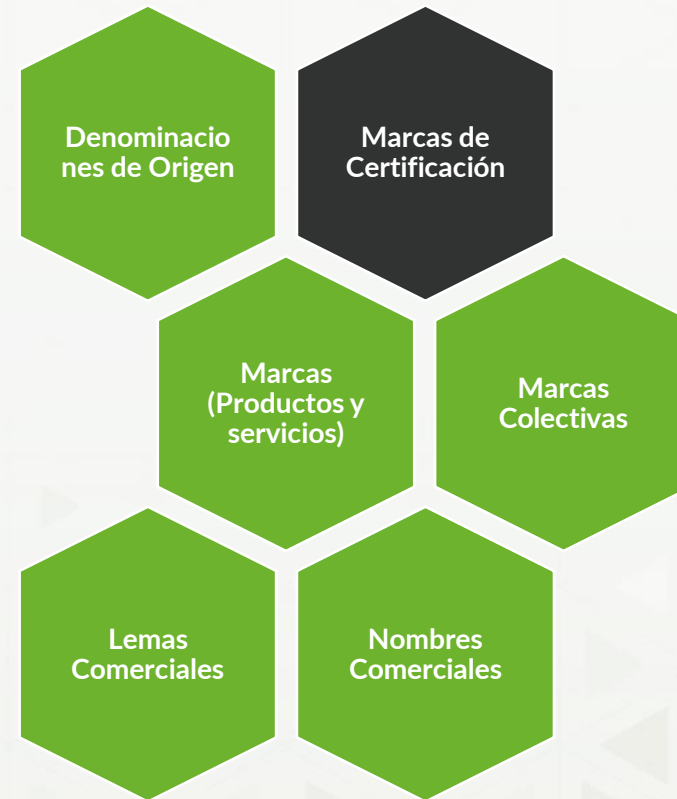 Denominacio
nes de Origen
Marcas de
Certificación
Marcas
(Productos y
servicios)
Marcas
Colectivas
Lemas
Comerciales
Nombres
Comerciales